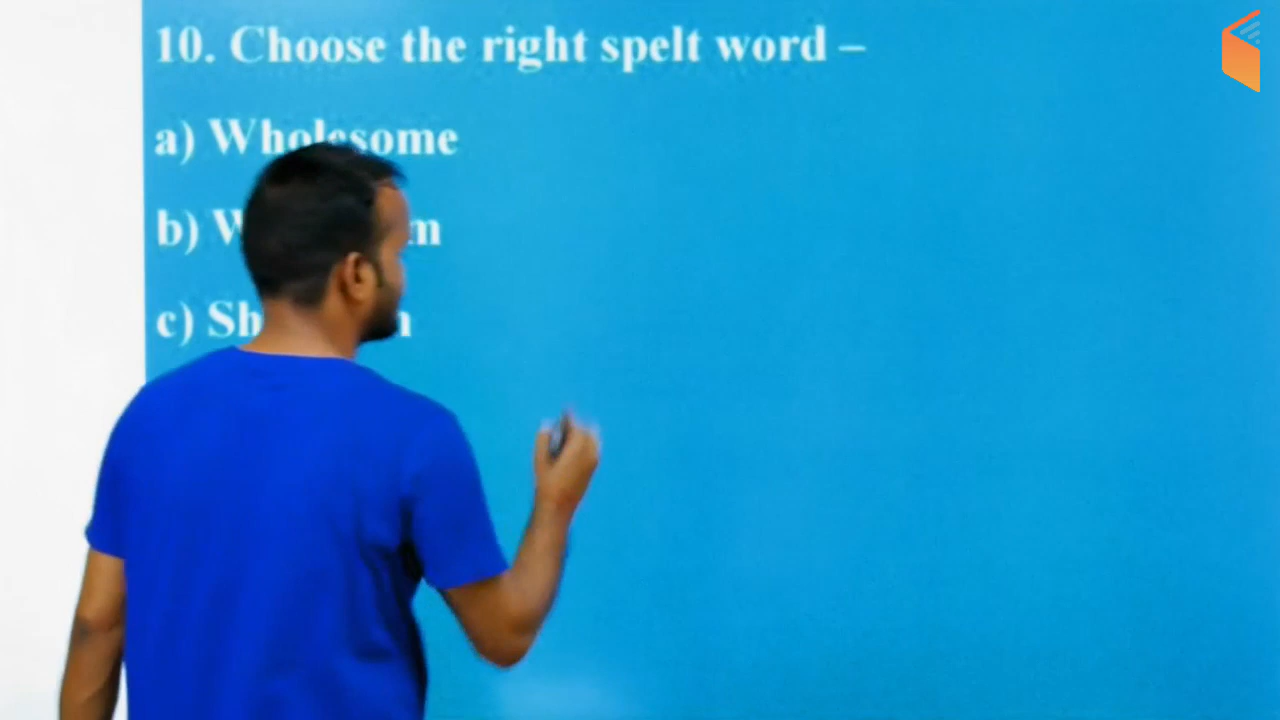 10. Choose the right spelt word –
a) Wholesome
b)
c)